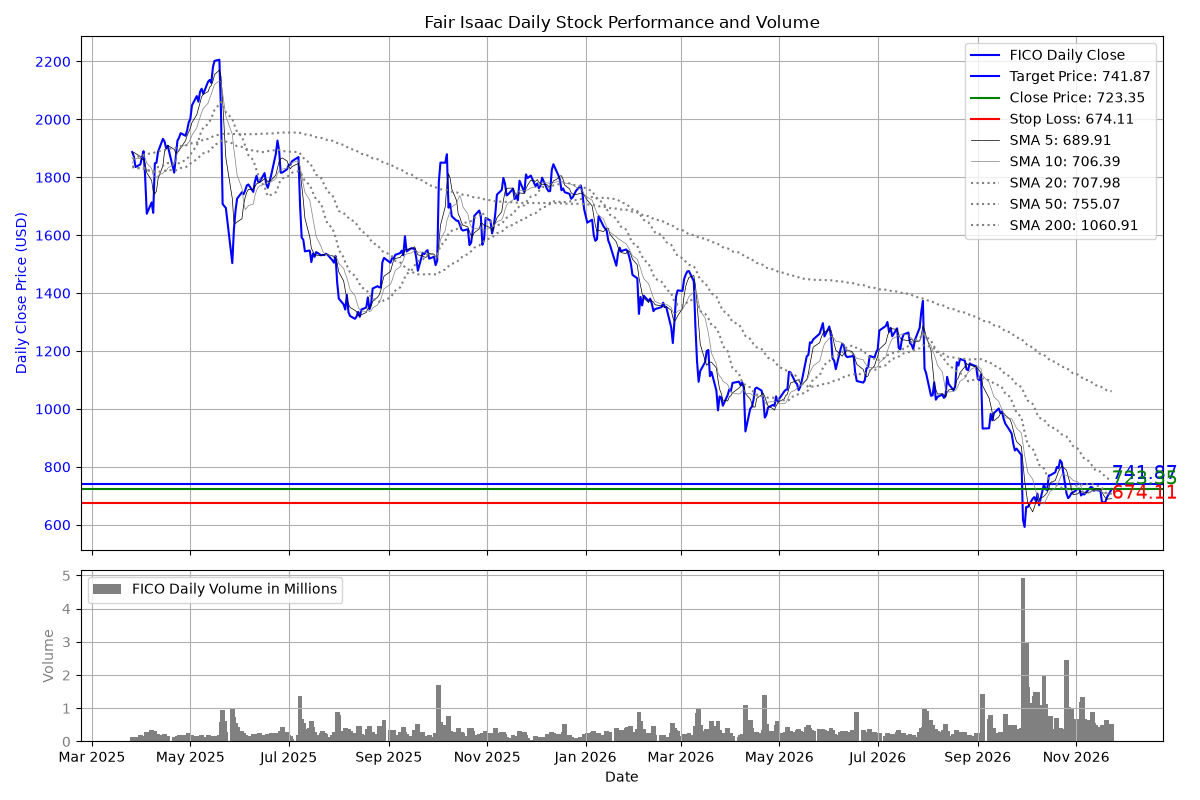 Fair Isaac Daily Stock Performance and Volume
Daily Close Price (USD)
2200
2000
1800
1600
1400
1200
1000
800
600
FICO Daily Close
Target Price: 741.87
Close Price: 723.35
Stop Loss: 674.11
SMA 5: 689.91
SMA 10: 706.39
SMA 20: 707.98
SMA 50: 755.07
SMA 200: 1060.91
741.87
723.35
674.11
Volume
5
4
3
2
1
0
FICO Daily Volume in Millions
Mar 2025 May 2025 Jul 2025 Sep 2025 Nov 2025 Jan 2026 Mar 2026 May 2026 Jul 2026 Sep 2026 Nov 2026
Date